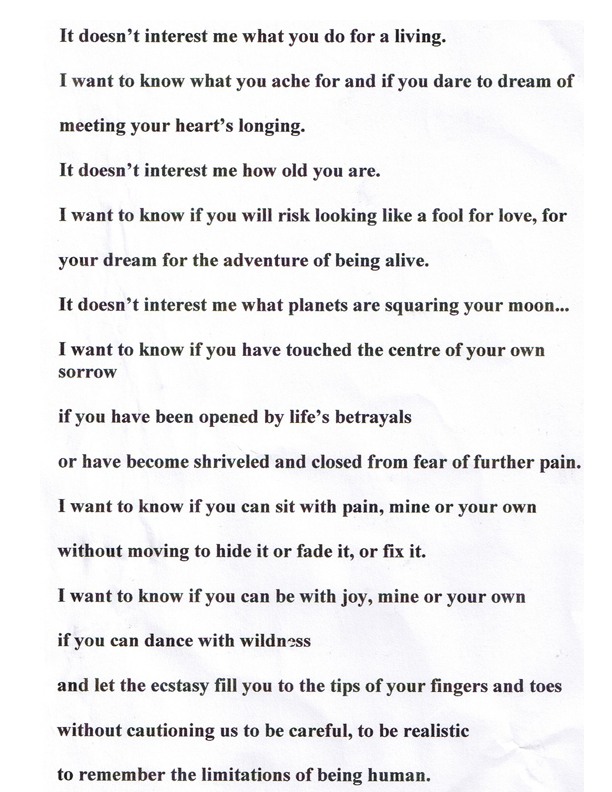 It doesn't interest me what you do for a living.
I want to know what you ache for and if you dare to dream of
meeting your heart's longing.
It doesn't interest me how old you are.
I want to know if you will risk looking like a fool for love, for
your dream for the adventure of being alive.
It doesn't interest me what planets are squaring your moon...
I want to know if you have touched the centre of your own
sorrow
if you have been opened by life's betrayals
or have become shriveled and closed from fear of further pain.
I want to know if you can sit with pain, mine or your own
without moving to hide it or fade it, or fix it.
I want to know if you can be with joy, mine or your own
if you can dance with wildness
and let the ecstasy fill you to the tips of your fingers and toes
without cautioning us to be careful, to be realistic
to remember the limitations of being human.